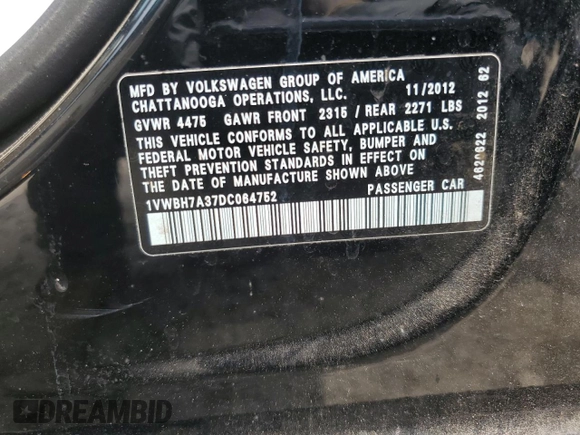 MFD BY VOLKSWAGEN GROUP OF AMERICA
CHATTANOOGA OPERATIONS, LLC. 11/2012
GVWR 4475 GAWR FRONT 2315 / REAR 2271 LBS
THIS VEHICLE CONFORMS TO ALL APPLICABLE U.S.
FEDERAL MOTOR VEHICLE SAFETY, BUMPER AND
THEFT PREVENTION STANDARDS IN EFFECT ON
THE DATE OF MANUFACTURE SHOWN ABOVE
1VWBH7A37DC064752 PASSENGER CAR
2012 62
DREAMBID